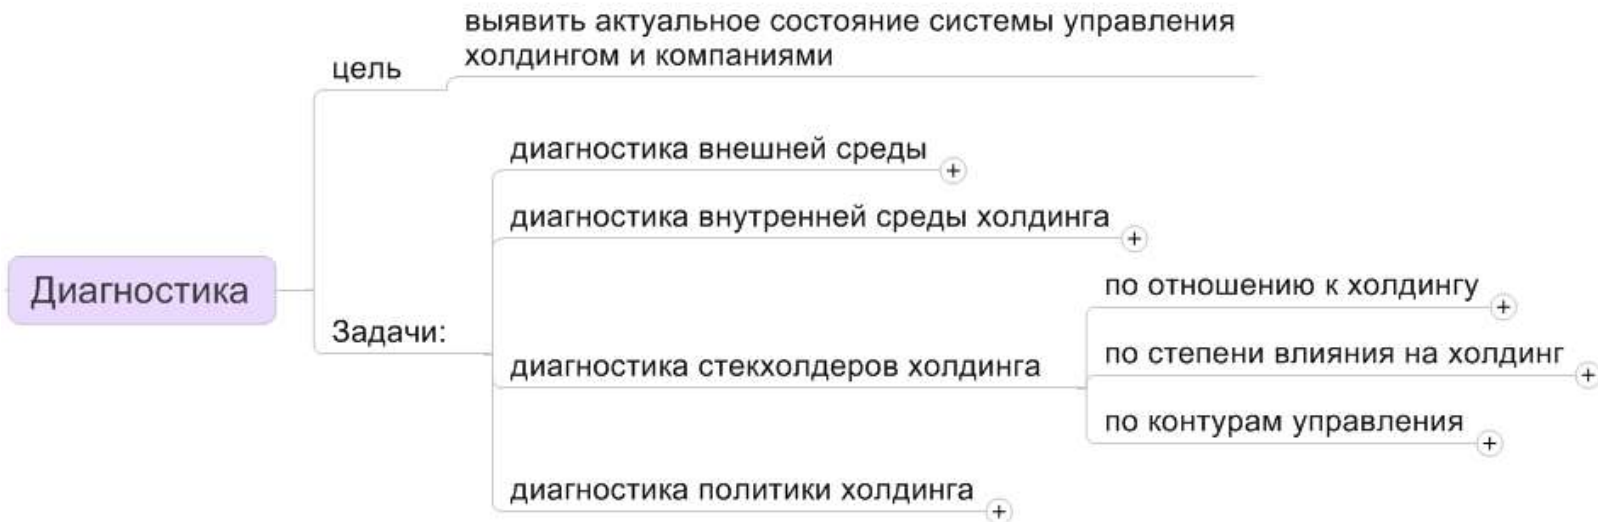 выявить актуальное состояние системы управления
холдингом и компаниями
цель
диагностика внешней среды
диагностика внутренней среды холдинга
Диагностика
Задачи:
диагностика стекхолдеров холдинга
по отношению к холдингу
по степени влияния на холдинг
по контурам управления
диагностика политики холдинга